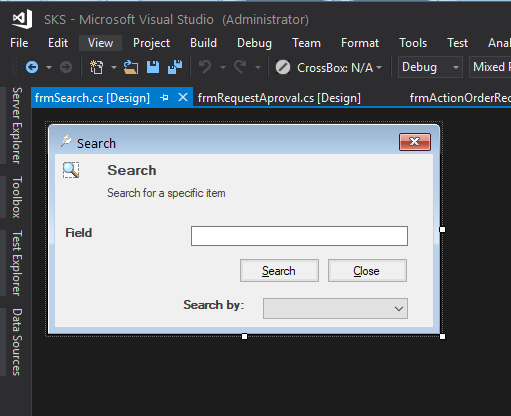 SKS - Microsoft Visual Studio (Administrator)
File Edit View Project Build Debug Team Format Tools Test Analy
CrossBox: N/A Debug Mixed P
frmSearch.cs [Design] frmRequestAproval.cs [Design] frmActionOrderRec
Server Explorer
Toolbox
Test Explorer
Data Sources
Search
Search
Search for a specific item
Field
Search Close
Search by: